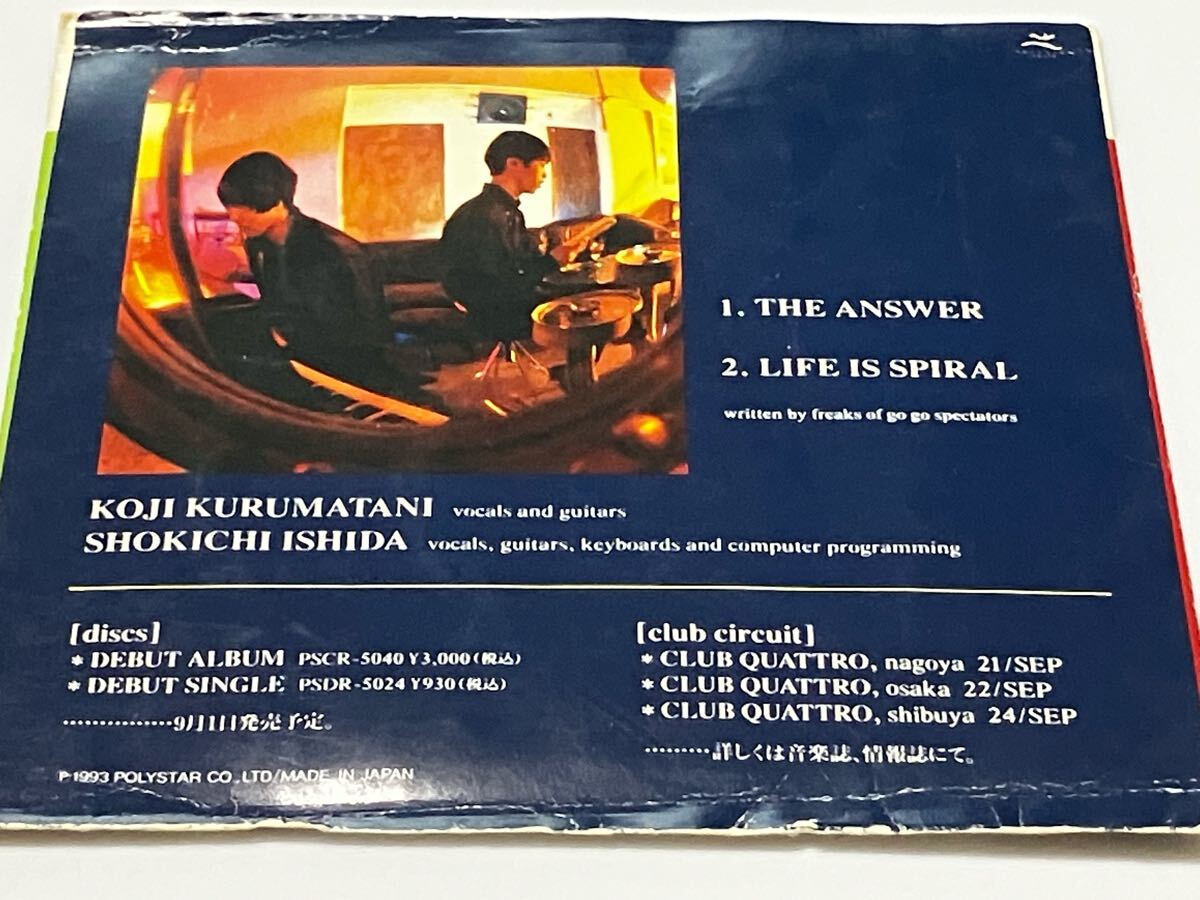 1. THE ANSWER
2. LIFE IS SPIRAL
written by freaks of go go spectators
KOJI KURUMATANI vocals and guitars
SHOKICHI ISHIDA vocals, guitars, keyboards and computer programming
[discs]
* DEBUT ALBUM PSCR-5040 ¥3,000(税込)
* DEBUT SINGLE PSDR-5024 ¥930(税込)
……………9月1日発売予定。
[club circuit]
* CLUB QUATTRO, nagoya 21/SEP
* CLUB QUATTRO, osaka 22/SEP
* CLUB QUATTRO, shibuya 24/SEP
………詳しくは音楽誌、情報誌にて。
℗1993 POLYSTAR CO., LTD/MADE IN JAPAN